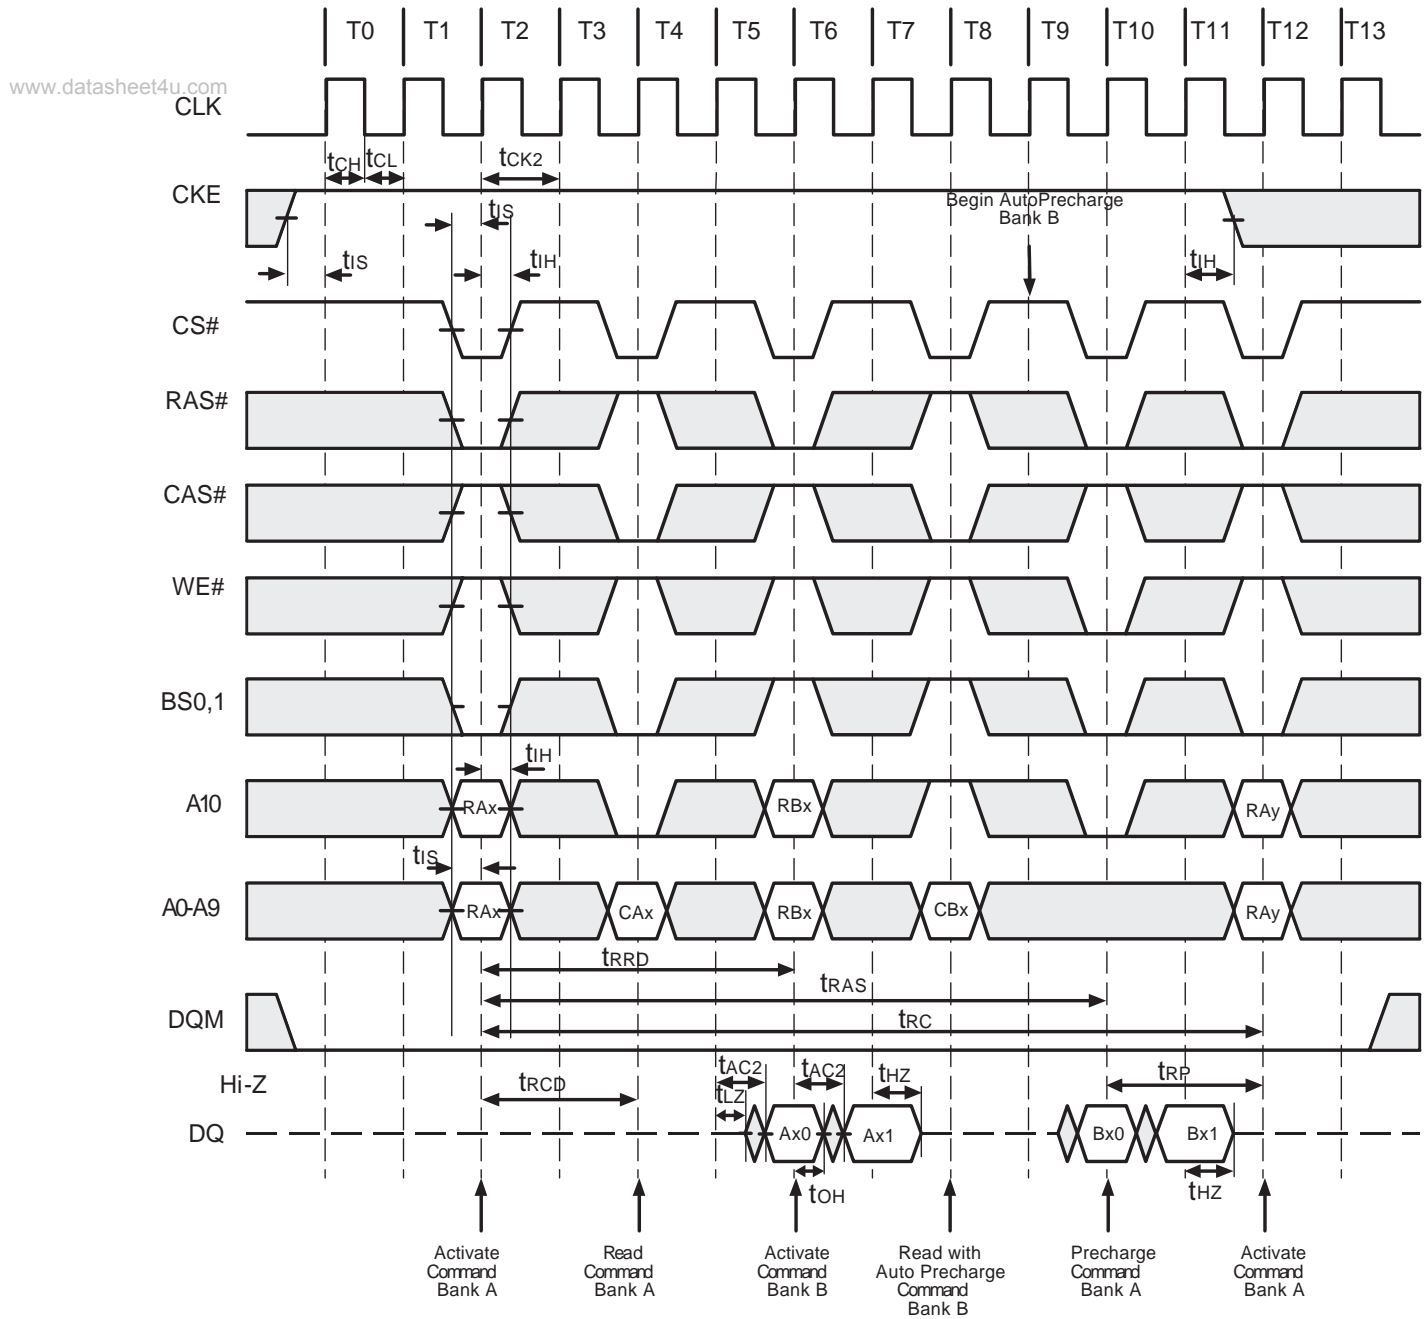 T0 T1 T2 T3 T4 T5 T6 T7 T8 T9 T10 T11 T12 T13
www.datasheet4u.com
CLK
tCH tCL tCK2
CKE
Begin AutoPrecharge
Bank B
tIS
tIS tIH tIH
CS#
RAS#
CAS#
WE#
BS0,1
tIH
A10 RAx RBx RAy
tIS
A0-A9 RAx CAx RBx CBx RAy
tRRD
tRAS
DQM tRC
Hi-Z tRCD tAC2 tAC2 tHZ tRP
tLZ
DQ Ax0 Ax1 Bx0 Bx1
tOH tHZ
Activate
Command
Bank A
Read
Command
Bank A
Activate
Command
Bank B
Read with
Auto Precharge
Command
Bank B
Precharge
Command
Bank A
Activate
Command
Bank A